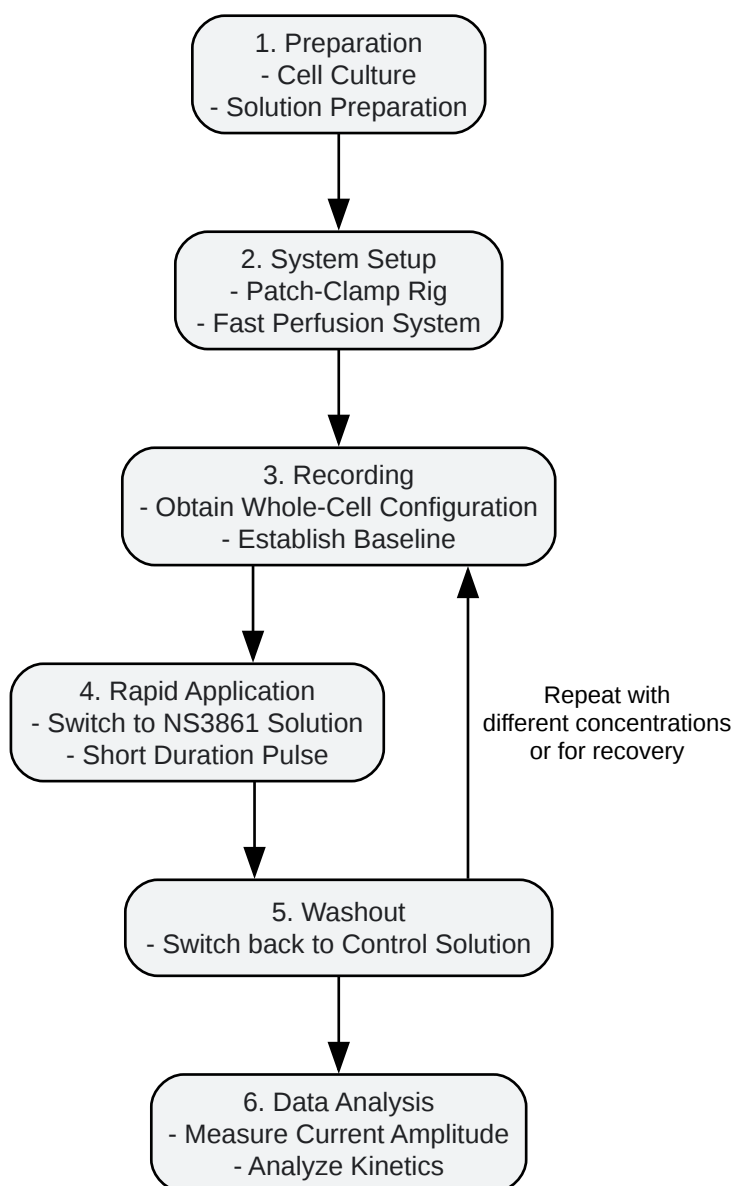 1. Preparation
- Cell Culture
- Solution Preparation
2. System Setup
- Patch-Clamp Rig
- Fast Perfusion System
3. Recording
- Obtain Whole-Cell Configuration
- Establish Baseline
4. Rapid Application
- Switch to NS3861 Solution
- Short Duration Pulse
Repeat with
different concentrations
or for recovery
5. Washout
- Switch back to Control Solution
6. Data Analysis
- Measure Current Amplitude
- Analyze Kinetics